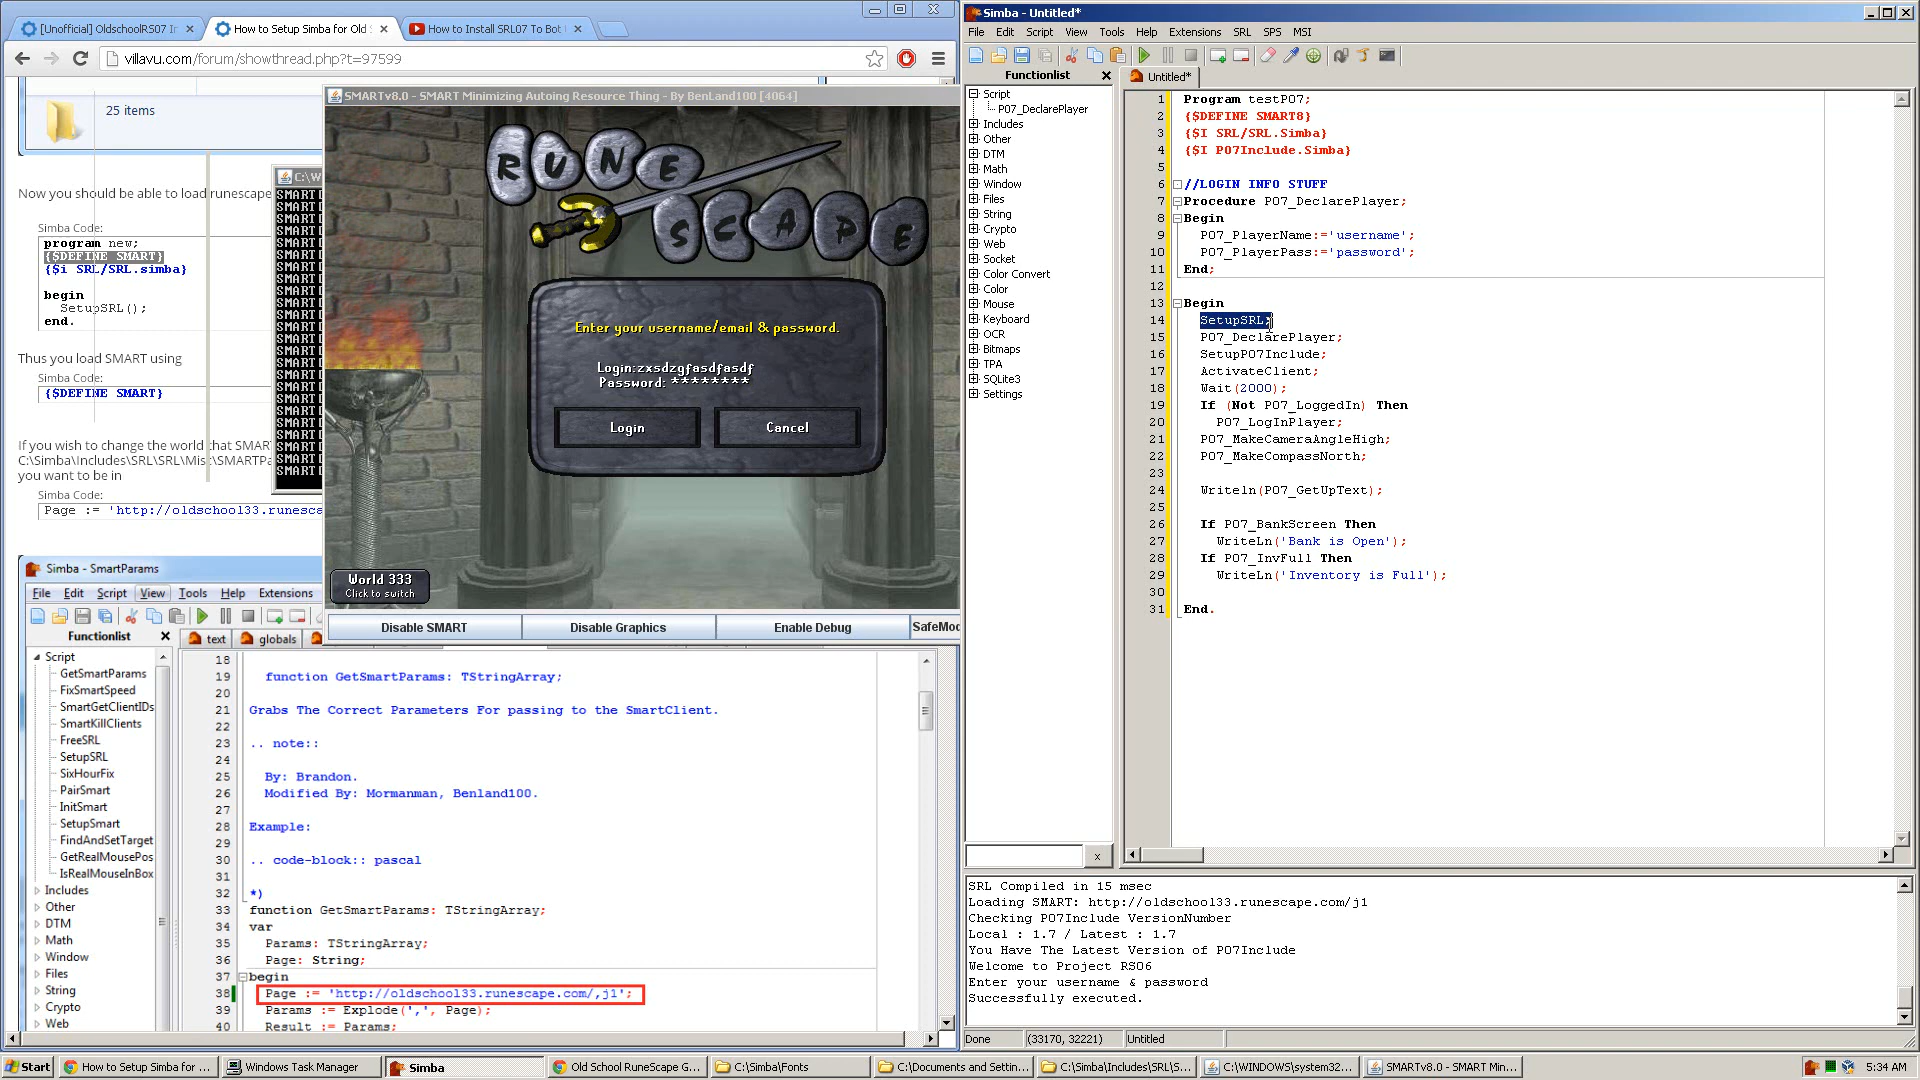 [Unofficial] OldschoolRS07 Ir
How to Setup Simba for Old S
How to Install SRL07 To Bot
villavu.com/forum/showthread.php?t=97599
25 items
Now you should be able to load runescape
Simba Code:
program new;
{$DEFINE SMART}
{$i SRL/SRL.simba}
begin
SetupSRL();
end.
Thus you load SMART using
Simba Code:
{$DEFINE SMART}
If you wish to change the world that SMAR
C:\Simba\Includes\SRL\SRL\Misc\SMARTPa
you want to be in
Simba Code:
Page := 'http://oldschool33.runesca
C:\W
SMARTv8.0 - SMART Minimizing Autoing Resource Thing - By BenLand100 [4064]
RUNE
SCAPE
Enter your username/email & password.
Login:zxsdzgfasdfasdf
Password: ********
Login
Cancel
World 333
Click to switch
Disable SMART
Disable Graphics
Enable Debug
SafeMod
Simba - SmartParams
File Edit Script View Tools Help Extensions
Functionlist
text
globals
Script
GetSmartParams
FixSmartSpeed
SmartGetClientIDs
SmartKillClients
FreeSRL
SetupSRL
SixHourFix
PairSmart
InitSmart
SetupSmart
FindAndSetTarget
GetRealMousePos
IsRealMouseInBox
Includes
Other
DTM
Math
Window
Files
String
Crypto
Web
18
19 function GetSmartParams: TStringArray;
20
21 Grabs The Correct Parameters For passing to the SmartClient.
22
23 .. note::
24
25 By: Brandon.
26 Modified By: Mormanman, Benland100.
27
28 Example:
29
30 .. code-block:: pascal
31
32 *)
33 function GetSmartParams: TStringArray;
34 var
35 Params: TStringArray;
36 Page: String;
37 begin
38 Page := 'http://oldschool33.runescape.com/,j1';
39 Params := Explode(',', Page);
40 Result := Params;
Simba - Untitled*
File Edit Script View Tools Help Extensions SRL SPS MSI
Functionlist
Untitled*
Script
P07_DeclarePlayer
Includes
Other
DTM
Math
Window
Files
String
Crypto
Web
Socket
Color Convert
Color
Mouse
Keyboard
OCR
Bitmaps
TPA
SQLite3
Settings
x
1 Program testP07;
2 {$DEFINE SMART8}
3 {$I SRL/SRL.Simba}
4 {$I P07Include.Simba}
5
6 //LOGIN INFO STUFF
7 Procedure P07_DeclarePlayer;
8 Begin
9 P07_PlayerName:='username';
10 P07_PlayerPass:='password';
11 End;
12
13 Begin
14 SetupSRL;
15 P07_DeclarePlayer;
16 SetupP07Include;
17 ActivateClient;
18 Wait(2000);
19 If (Not P07_LoggedIn) Then
20 P07_LogInPlayer;
21 P07_MakeCameraAngleHigh;
22 P07_MakeCompassNorth;
23
24 Writeln(P07_GetUpText);
25
26 If P07_BankScreen Then
27 WriteLn('Bank is Open');
28 If P07_InvFull Then
29 WriteLn('Inventory is Full');
30
31 End.
SRL Compiled in 15 msec
Loading SMART: http://oldschool33.runescape.com/j1
Checking P07Include VersionNumber
Local : 1.7 / Latest : 1.7
You Have The Latest Version of P07Include
Welcome to Project RS06
Enter your username & password
Successfully executed.
Done
(33170, 32221)
Untitled
Start
How to Setup Simba for ...
Windows Task Manager
Simba
Old School RuneScape G...
C:\Simba\Fonts
C:\Documents and Settin...
C:\Simba\Includes\SRL\S...
C:\WINDOWS\system32...
SMARTv8.0 - SMART Min...
5:34 AM